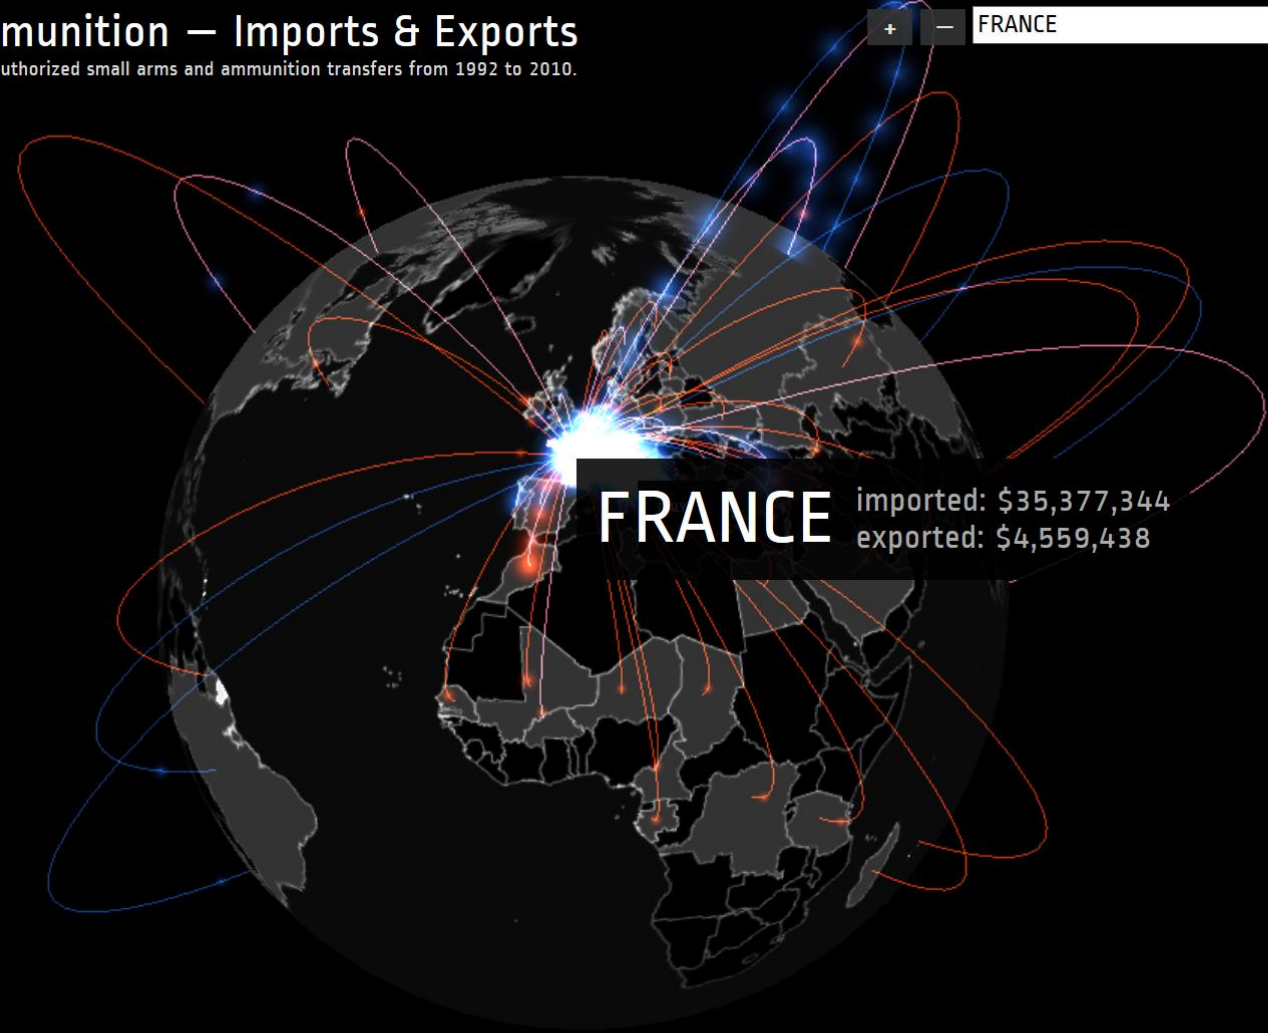 munition — Imports & Exports
uthorized small arms and ammunition transfers from 1992 to 2010.
+
—
FRANCE
FRANCE
imported: $35,377,344
exported: $4,559,438